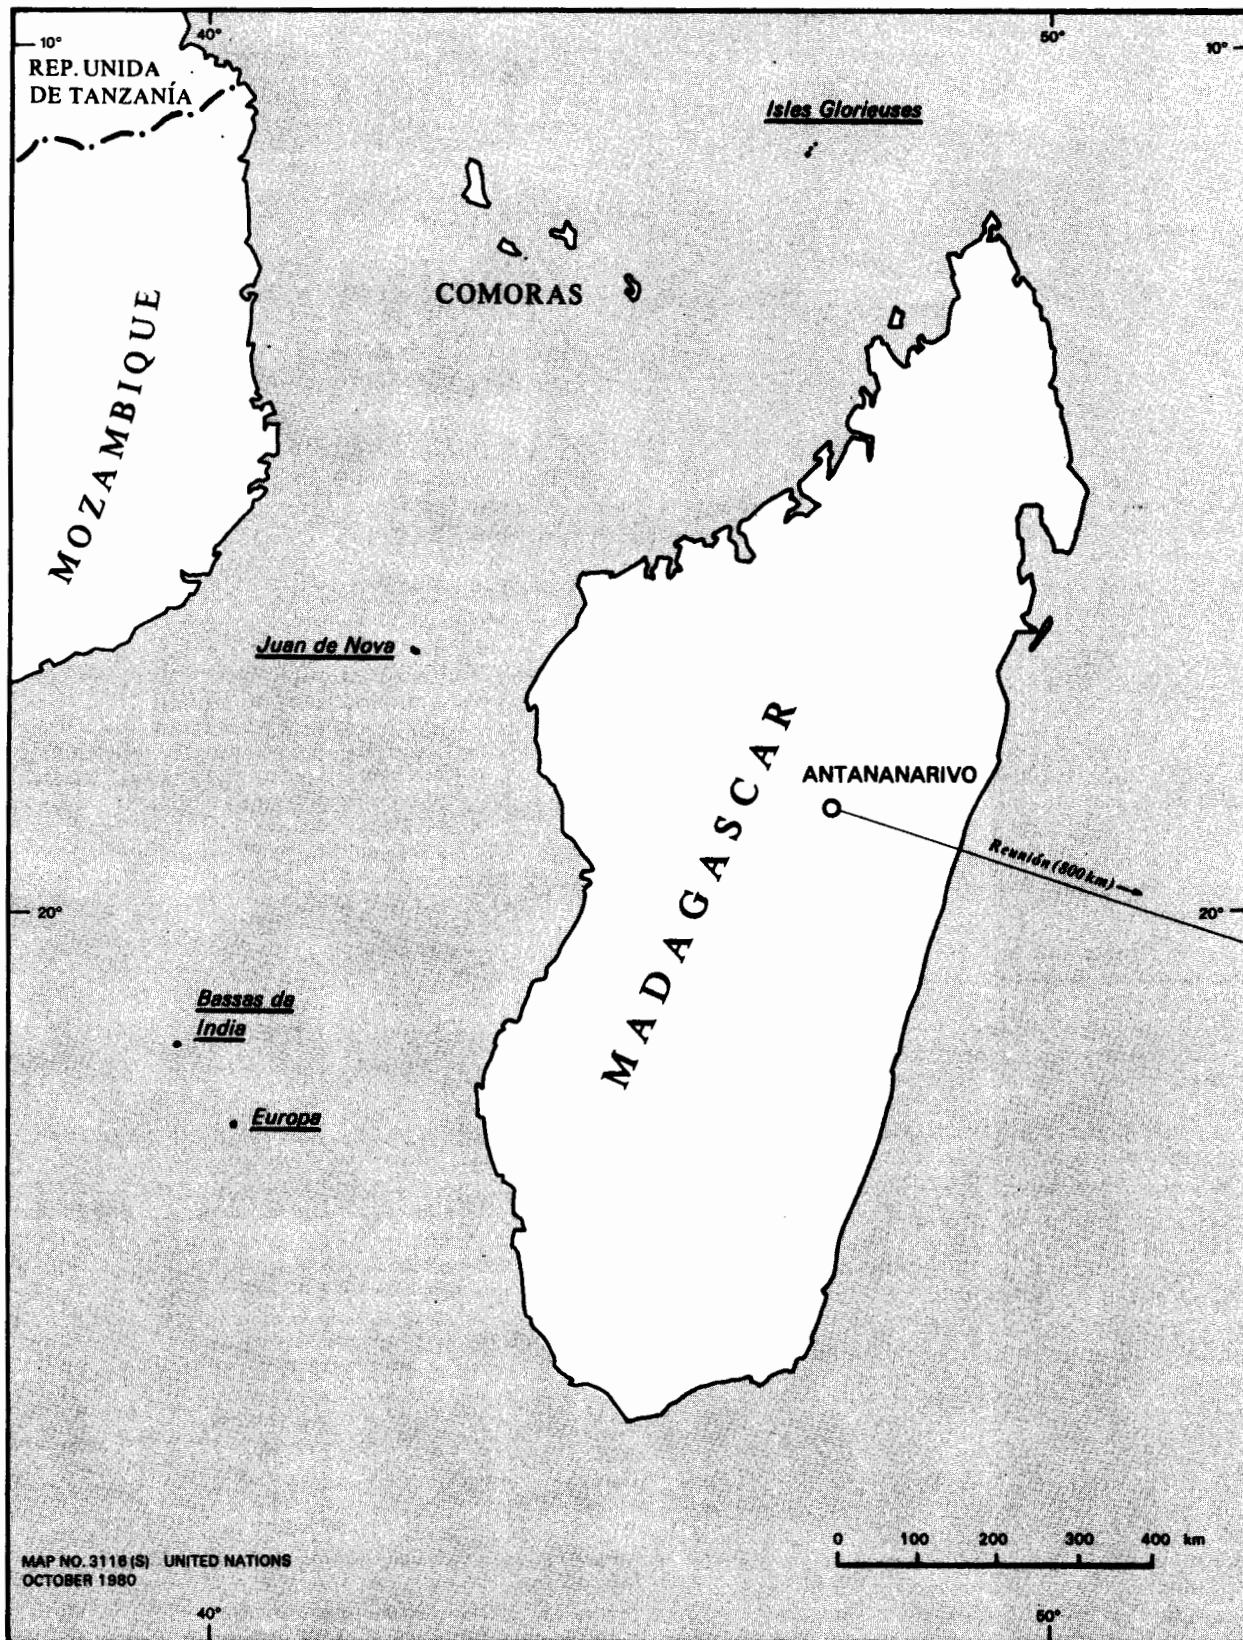 40°
50°
10°
10°
REP. UNIDA
DE TANZANÍA
Isles Glorieuses
COMORAS
MOZAMBIQUE
Juan de Nova
MADAGASCAR
ANTANANARIVO
Reunión (800 km)
20°
20°
Bassas da
India
Europa
0 100 200 300 400 km
MAP NO. 3116 (S) UNITED NATIONS
OCTOBER 1980
40°
50°